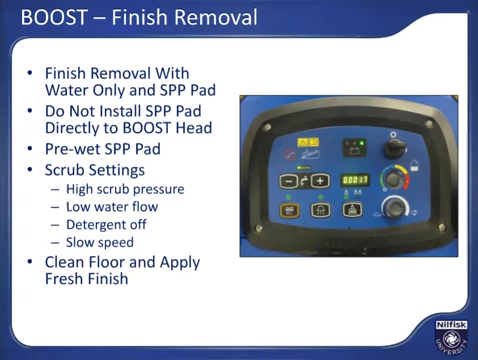 BOOST – Finish Removal
• Finish Removal With
Water Only and SPP Pad
• Do Not Install SPP Pad
Directly to BOOST Head
• Pre-wet SPP Pad
• Scrub Settings
– High scrub pressure
– Low water flow
– Detergent off
– Slow speed
• Clean Floor and Apply
Fresh Finish
00017
Nilfisk
UNIVERSITY